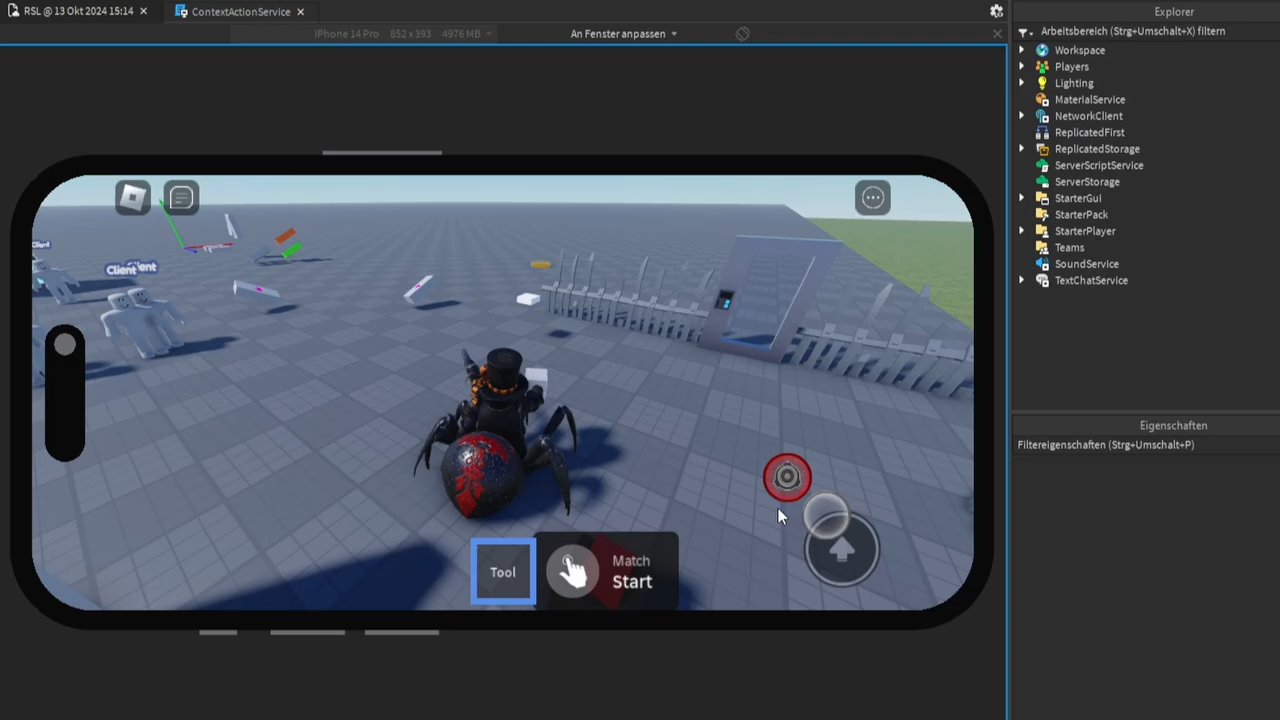 RSL @ 13 Okt 2024 15:14
ContextActionService
IPhone 14 Pro 852 x 393 4976 MB
An Fenster anpassen
Explorer
Arbeitsbereich (Strg+Umschalt+X) filtern
Workspace
Players
Lighting
MaterialService
NetworkClient
ReplicatedFirst
ReplicatedStorage
ServerScriptService
ServerStorage
StarterGui
StarterPack
StarterPlayer
Teams
SoundService
TextChatService
Eigenschaften
Filtereigenschaften (Strg+Umschalt+P)
Client
Client
Tool
Match
Start